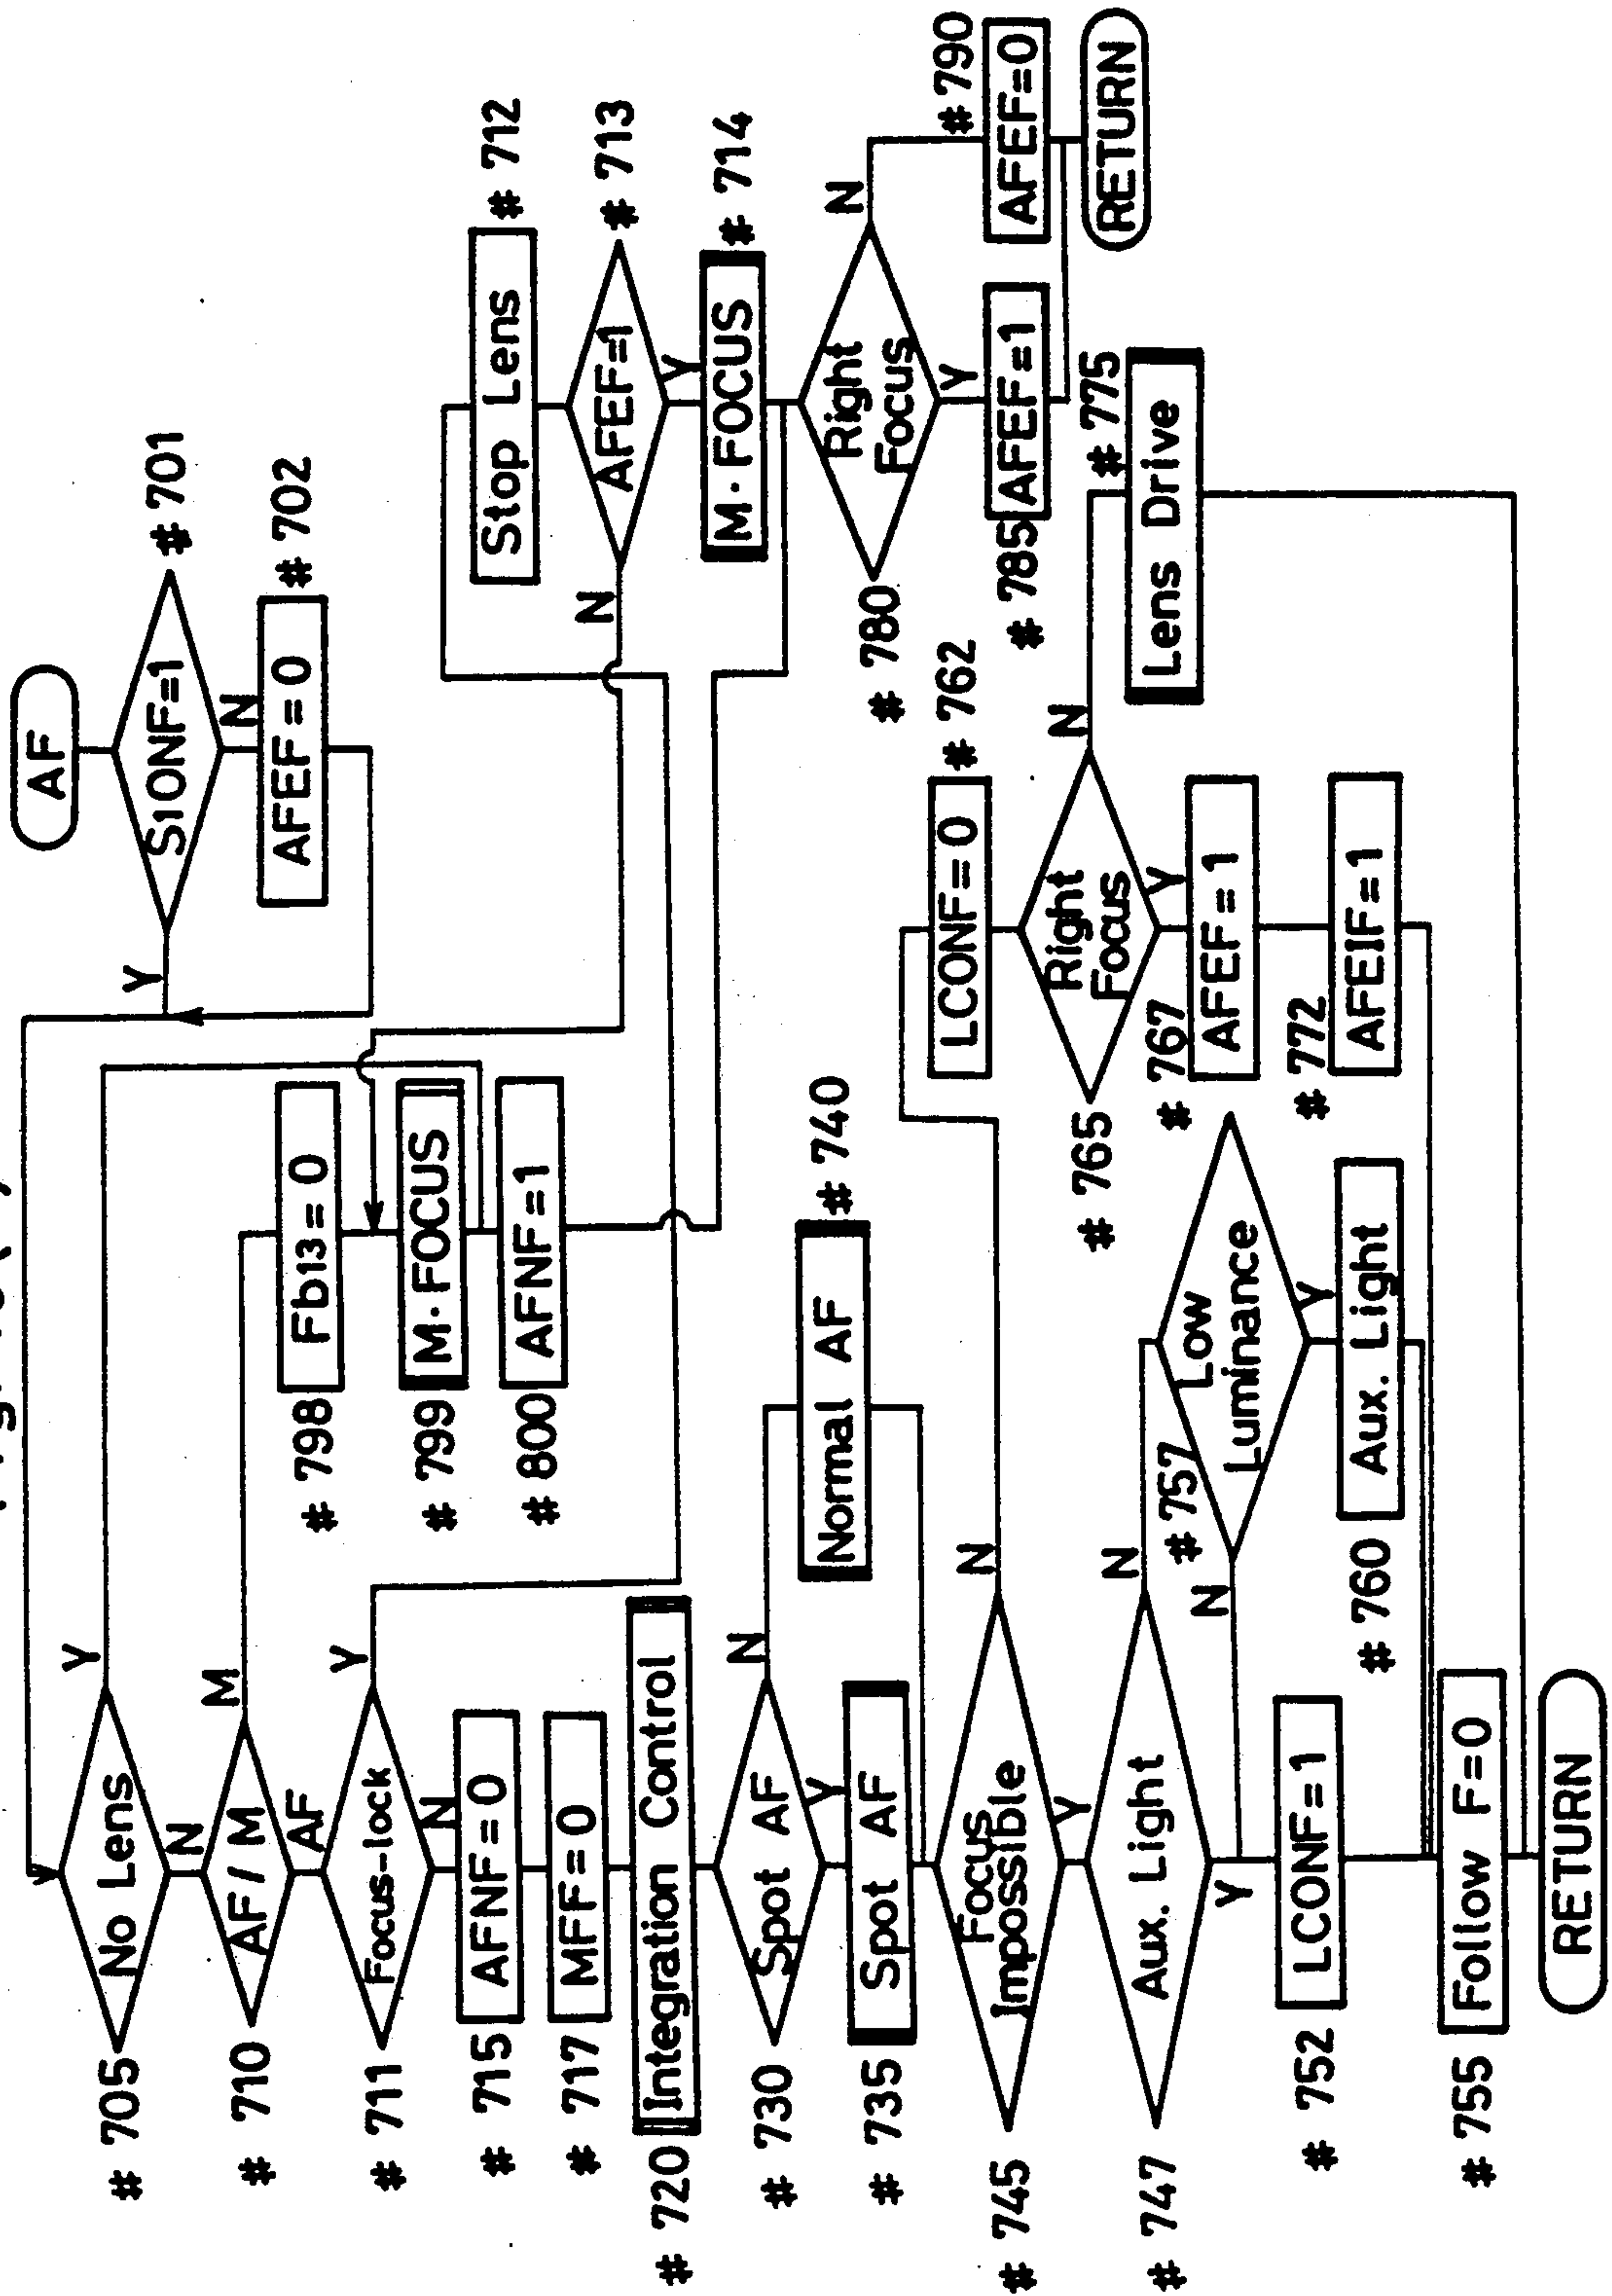 AF
S1ONF=1
# 701
Y
N
AFEF=0
# 702
# 705
No Lens
Y
N
# 710
AF/M
M
AF
# 711
Focus-lock
Y
N
# 715
AFNF=0
# 717
MFF=0
# 720
Integration Control
# 730
Spot AF
N
Y
# 735
Spot AF
Normal AF
# 740
# 745
Focus
Impossible
N
Y
# 747
Aux. Light
N
Y
# 752
LCONF=1
# 755
Follow F=0
RETURN
# 757
Low
Luminance
N
Y
# 760
Aux. Light
# 798
Fb13=0
# 799
M·FOCUS
# 800
AFNF=1
LCONF=0
# 762
# 765
Right
Focus
N
Y
# 767
AFEF=1
# 772
AFEIF=1
Lens Drive
# 775
Stop Lens
# 712
AFEF=1
# 713
N
Y
M·FOCUS
# 714
# 780
Right
Focus
N
Y
# 785
AFEF=1
# 790
AFEF=0
RETURN